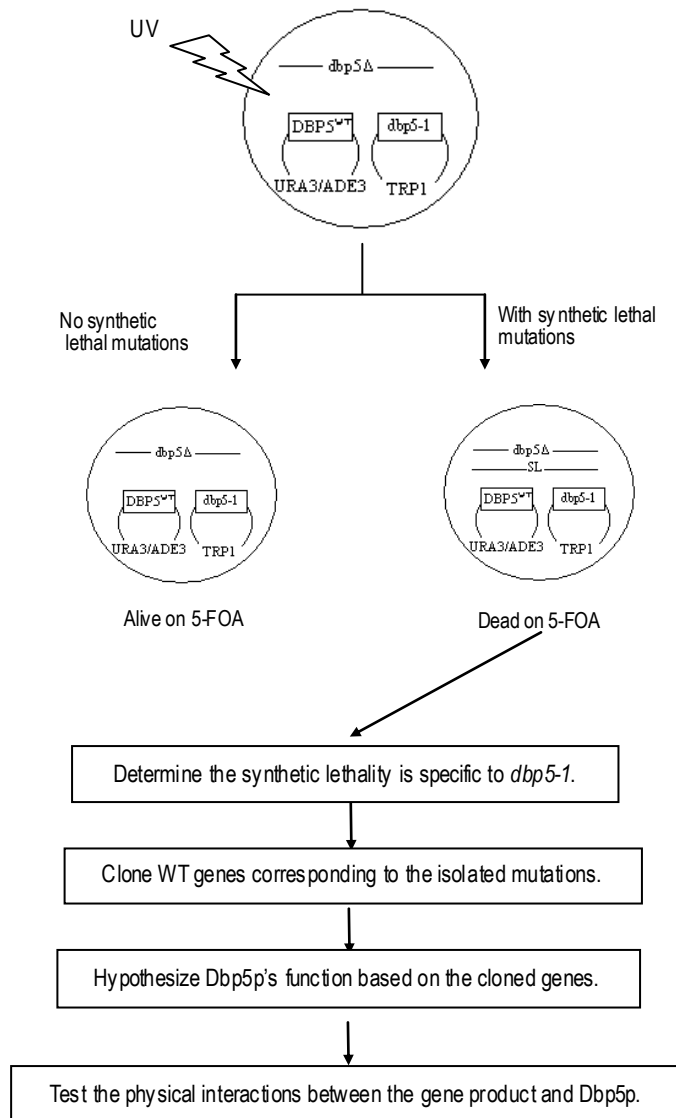 UV
dbp5Δ
DBP5ᵂᵀ dbp5-1
URA3/ADE3 TRP1
No synthetic
lethal mutations
With synthetic lethal
mutations
dbp5Δ
DBP5ᵂᵀ dbp5-1
URA3/ADE3 TRP1
dbp5Δ
SL
DBP5ᵂᵀ dbp5-1
URA3/ADE3 TRP1
Alive on 5-FOA
Dead on 5-FOA
Determine the synthetic lethality is specific to dbp5-1.
Clone WT genes corresponding to the isolated mutations.
Hypothesize Dbp5p's function based on the cloned genes.
Test the physical interactions between the gene product and Dbp5p.